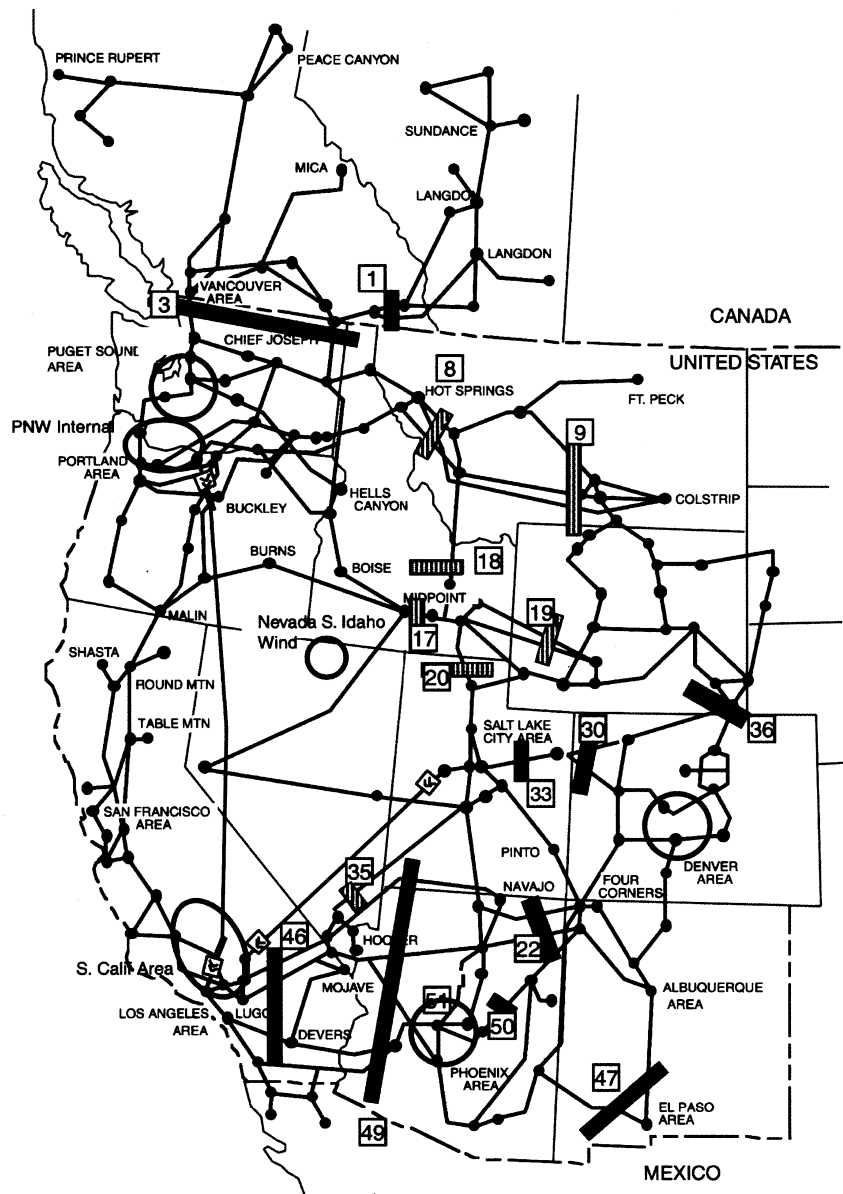 PRINCE RUPERT
PEACE CANYON
SUNDANCE
MICA
LANGDO
LANGDON
1
3
VANCOUVER
AREA
CANADA
CHIEF JOSEPH
PUGET SOUND
AREA
UNITED STATES
8
HOT SPRINGS
FT. PECK
PNW Internal
9
PORTLAND
AREA
HELLS
CANYON
COLSTRIP
BUCKLEY
BURNS
BOISE
18
MIDPOINT
MALIN
Nevada S. Idaho
Wind
17
19
SHASTA
ROUND MTN
20
TABLE MTN
SALT LAKE
CITY AREA
30
36
33
SAN FRANCISCO
AREA
PINTO
DENVER
AREA
35
NAVAJO
FOUR
CORNERS
46
HOOVER
22
S. Calif Area
MOJAVE
ALBUQUERQUE
AREA
LOS ANGELES
AREA
LUGO
51
50
DEVERS
PHOENIX
AREA
47
EL PASO
AREA
49
MEXICO